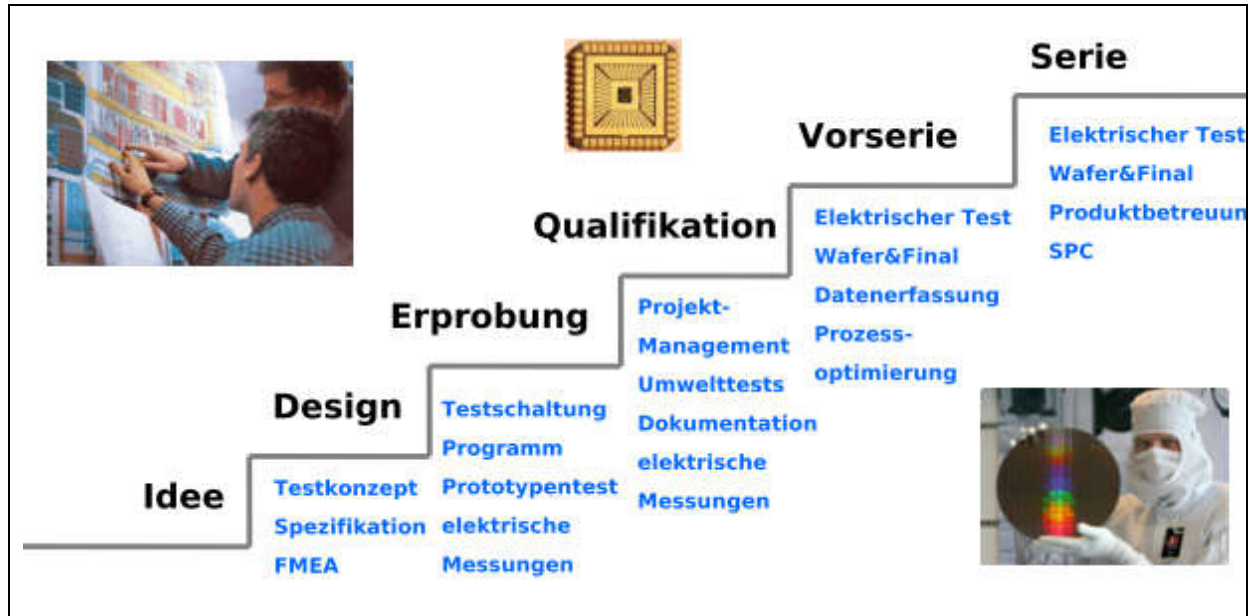 Idee
Design
Testkonzept
Spezifikation
FMEA
Erprobung
Testschaltung
Programm
Prototypentest
elektrische
Messungen
Qualifikation
Projekt-
Management
Umwelttests
Dokumentation
elektrische
Messungen
Vorserie
Elektrischer Test
Wafer&Final
Datenerfassung
Prozess-
optimierung
Serie
Elektrischer Test
Wafer&Final
Produktbetreuun
SPC